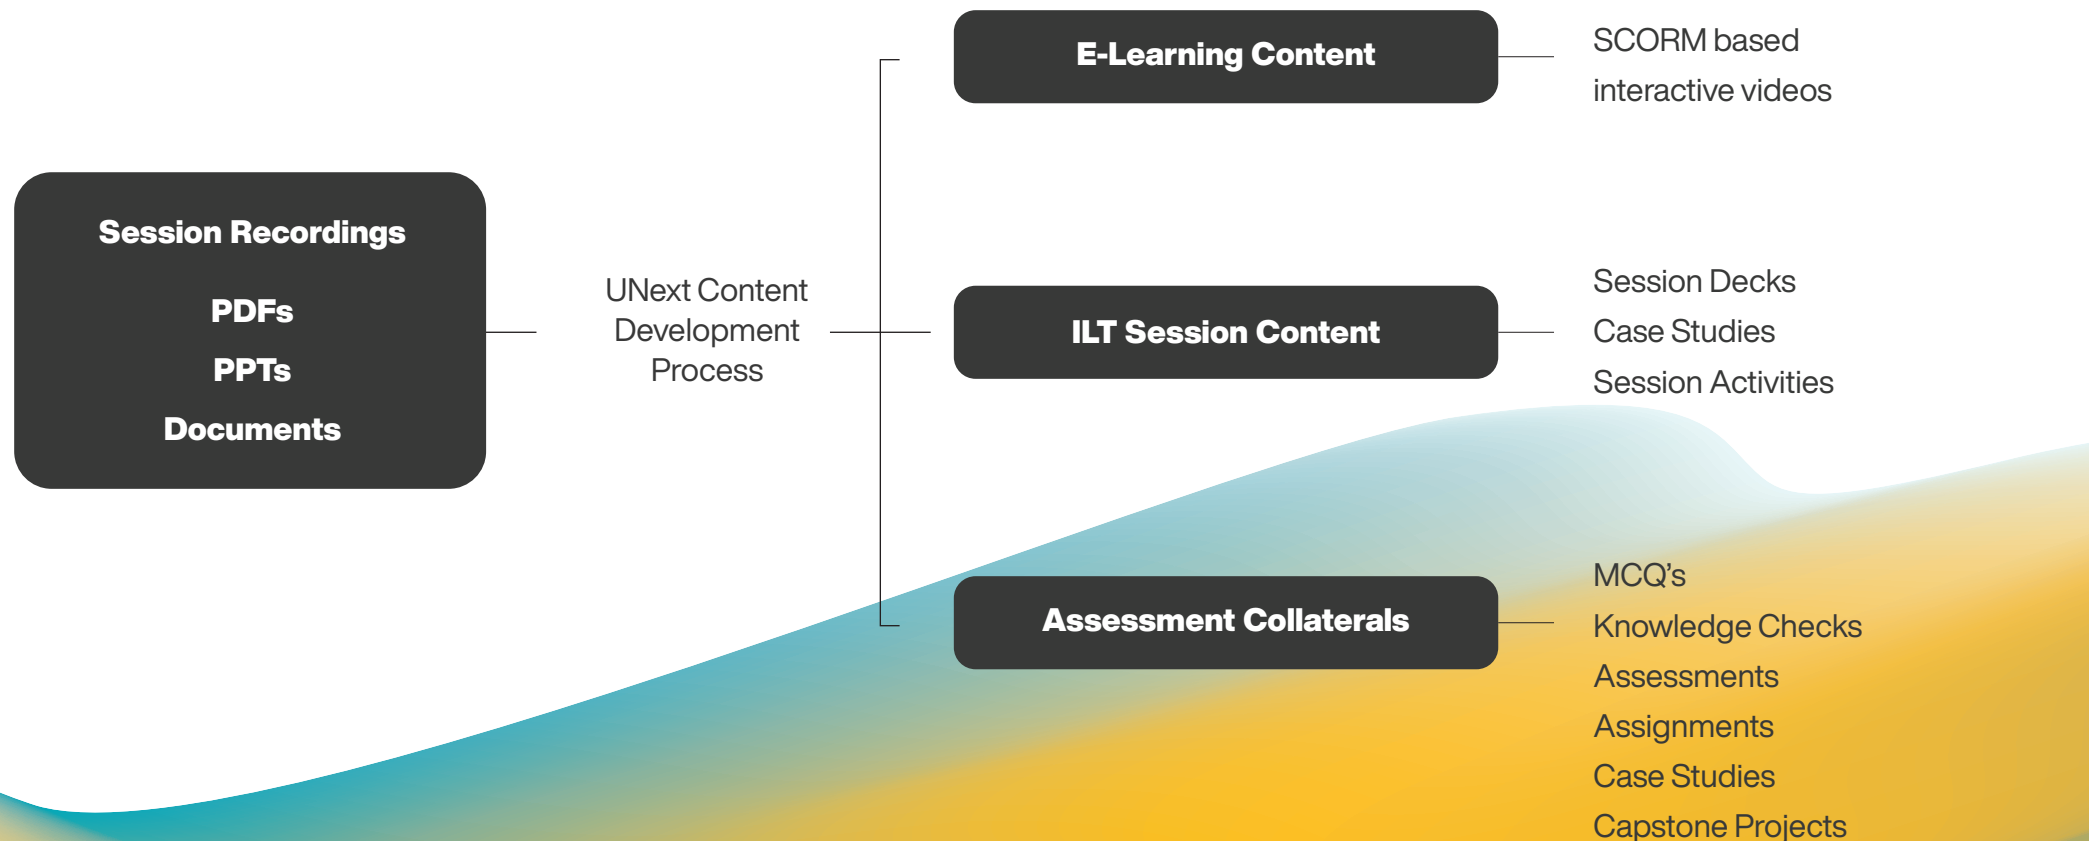 Session Recordings
PDFs
PPTs
Documents
UNext Content
Development
Process
E-Learning Content
SCORM based
interactive videos
ILT Session Content
Session Decks
Case Studies
Session Activities
Assessment Collaterals
MCQ’s
Knowledge Checks
Assessments
Assignments
Case Studies
Capstone Projects